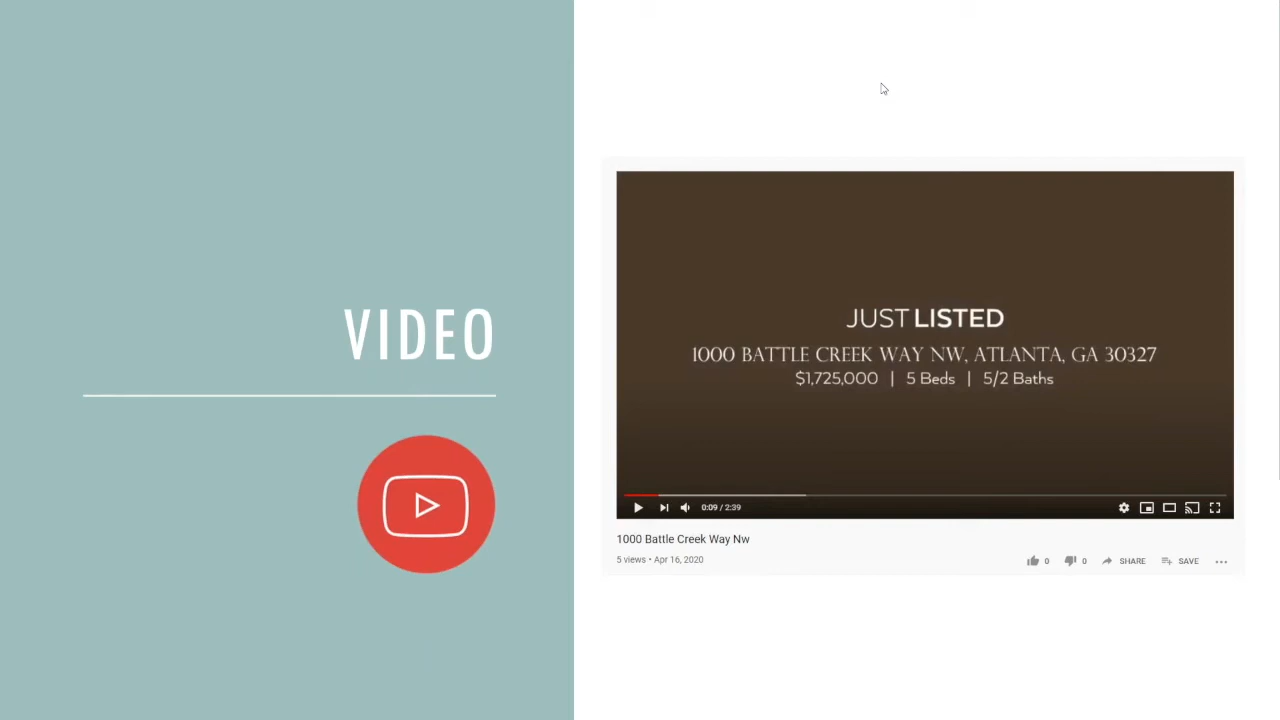 VIDEO
JUST LISTED
1000 BATTLE CREEK WAY NW, ATLANTA, GA 30327
$1,725,000 | 5 Beds | 5/2 Baths
0:09 / 2:39
1000 Battle Creek Way Nw
5 views • Apr 16, 2020
0 0 SHARE SAVE